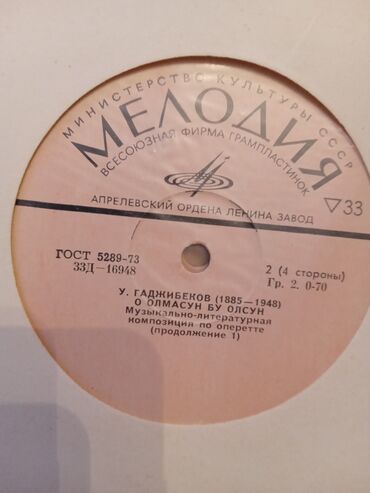 МИНИСТЕРСТВО КУЛЬТУРЫ СССР
МЕЛОДИЯ
ВСЕСОЮЗНАЯ ФИРМА ГРАМПЛАСТИНОК
АПРЕЛЕВСКИЙ ОРДЕНА ЛЕНИНА ЗАВОД
▽33
ГОСТ 5289-73
33Д-16948
2 (4 стороны)
Гр. 2. 0-70
У. ГАДЖИБЕКОВ (1885—1948)
О ОЛМАСУН БУ ОЛСУН
Музыкально-литературная
композиция по оперетте
(продолжение 1)